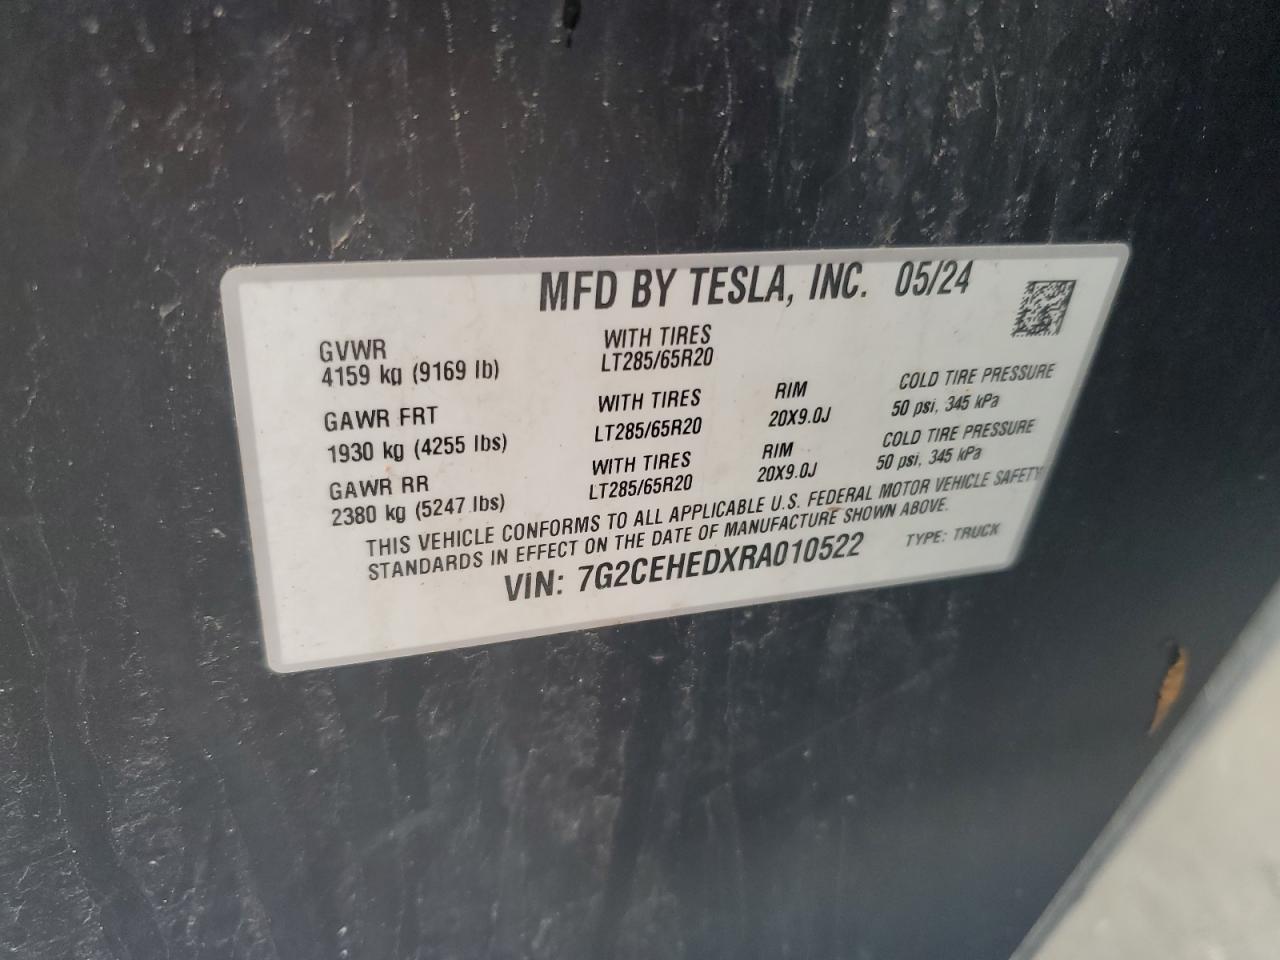 MFD BY TESLA, INC. 05/24
GVWR WITH TIRES
4159 kg (9169 lb) LT285/65R20
GAWR FRT WITH TIRES RIM COLD TIRE PRESSURE
1930 kg (4255 lbs) LT285/65R20 20X9.0J 50 psi, 345 kPa
GAWR RR WITH TIRES RIM COLD TIRE PRESSURE
2380 kg (5247 lbs) LT285/65R20 20X9.0J 50 psi, 345 kPa
THIS VEHICLE CONFORMS TO ALL APPLICABLE U.S. FEDERAL MOTOR VEHICLE SAFETY
STANDARDS IN EFFECT ON THE DATE OF MANUFACTURE SHOWN ABOVE.
VIN: 7G2CEHEDXRA010522 TYPE: TRUCK